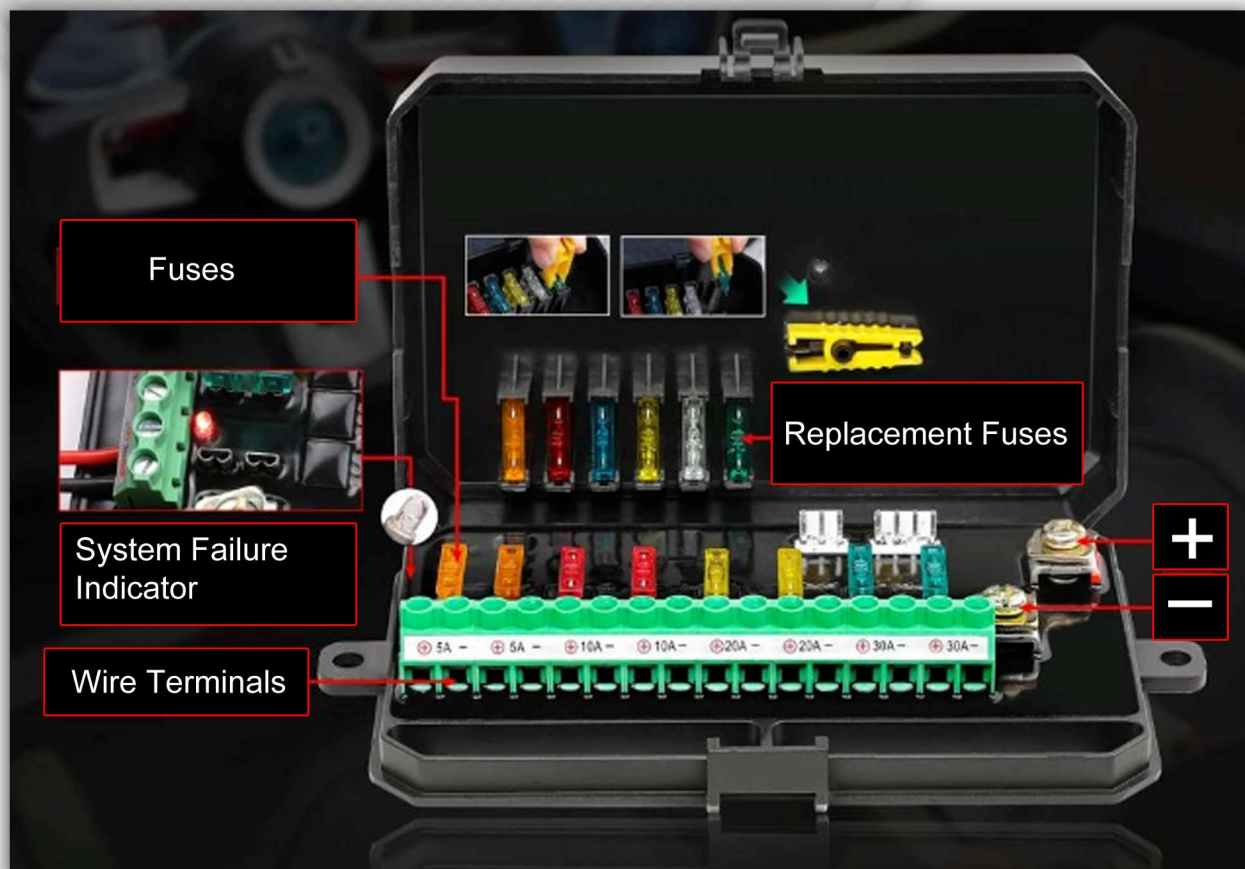 Fuses
Replacement Fuses
System Failure
Indicator
+
−
⊕ 5A − ⊕ 5A − ⊕ 10A − ⊕ 10A − ⊕ 20A − ⊕ 20A − ⊕ 30A − ⊕ 30A −
Wire Terminals